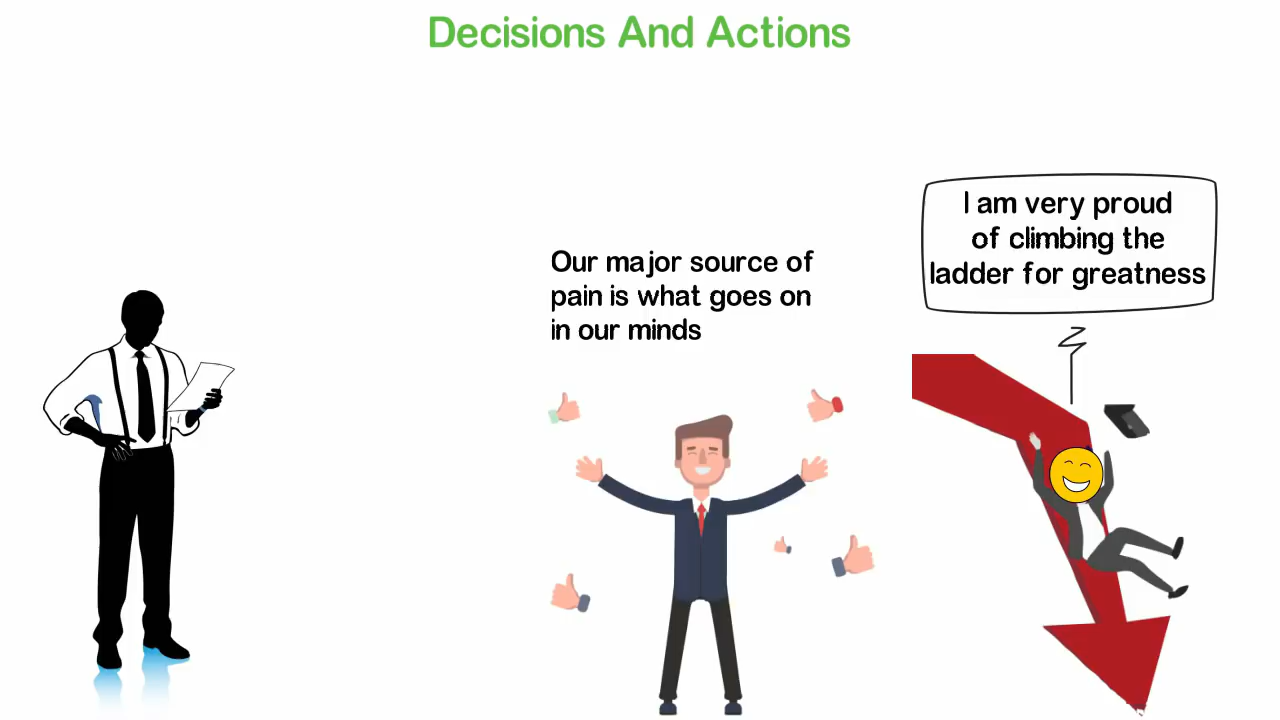 Decisions And Actions
Our major source of
pain is what goes on
in our minds
I am very proud
of climbing the
ladder for greatness